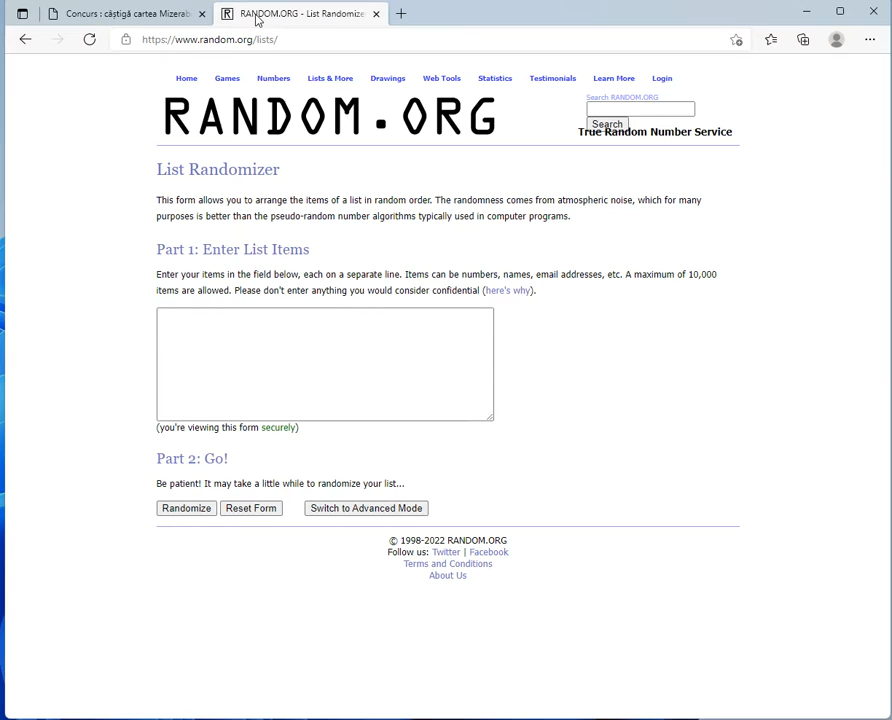 Concurs : câștigă cartea Mizerab
RANDOM.ORG - List Randomize
https://www.random.org/lists/
Home Games Numbers Lists & More Drawings Web Tools Statistics Testimonials Learn More Login
RANDOM.ORG
Search RANDOM.ORG
Search
True Random Number Service
List Randomizer
This form allows you to arrange the items of a list in random order. The randomness comes from atmospheric noise, which for many
purposes is better than the pseudo-random number algorithms typically used in computer programs.
Part 1: Enter List Items
Enter your items in the field below, each on a separate line. Items can be numbers, names, email addresses, etc. A maximum of 10,000
items are allowed. Please don't enter anything you would consider confidential (here's why).
(you're viewing this form securely)
Part 2: Go!
Be patient! It may take a little while to randomize your list...
Randomize Reset Form Switch to Advanced Mode
© 1998-2022 RANDOM.ORG
Follow us: Twitter | Facebook
Terms and Conditions
About Us